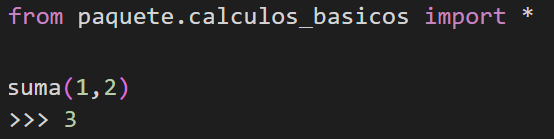 from paquete.calculos_basicos import *
suma(1,2)
>>> 3